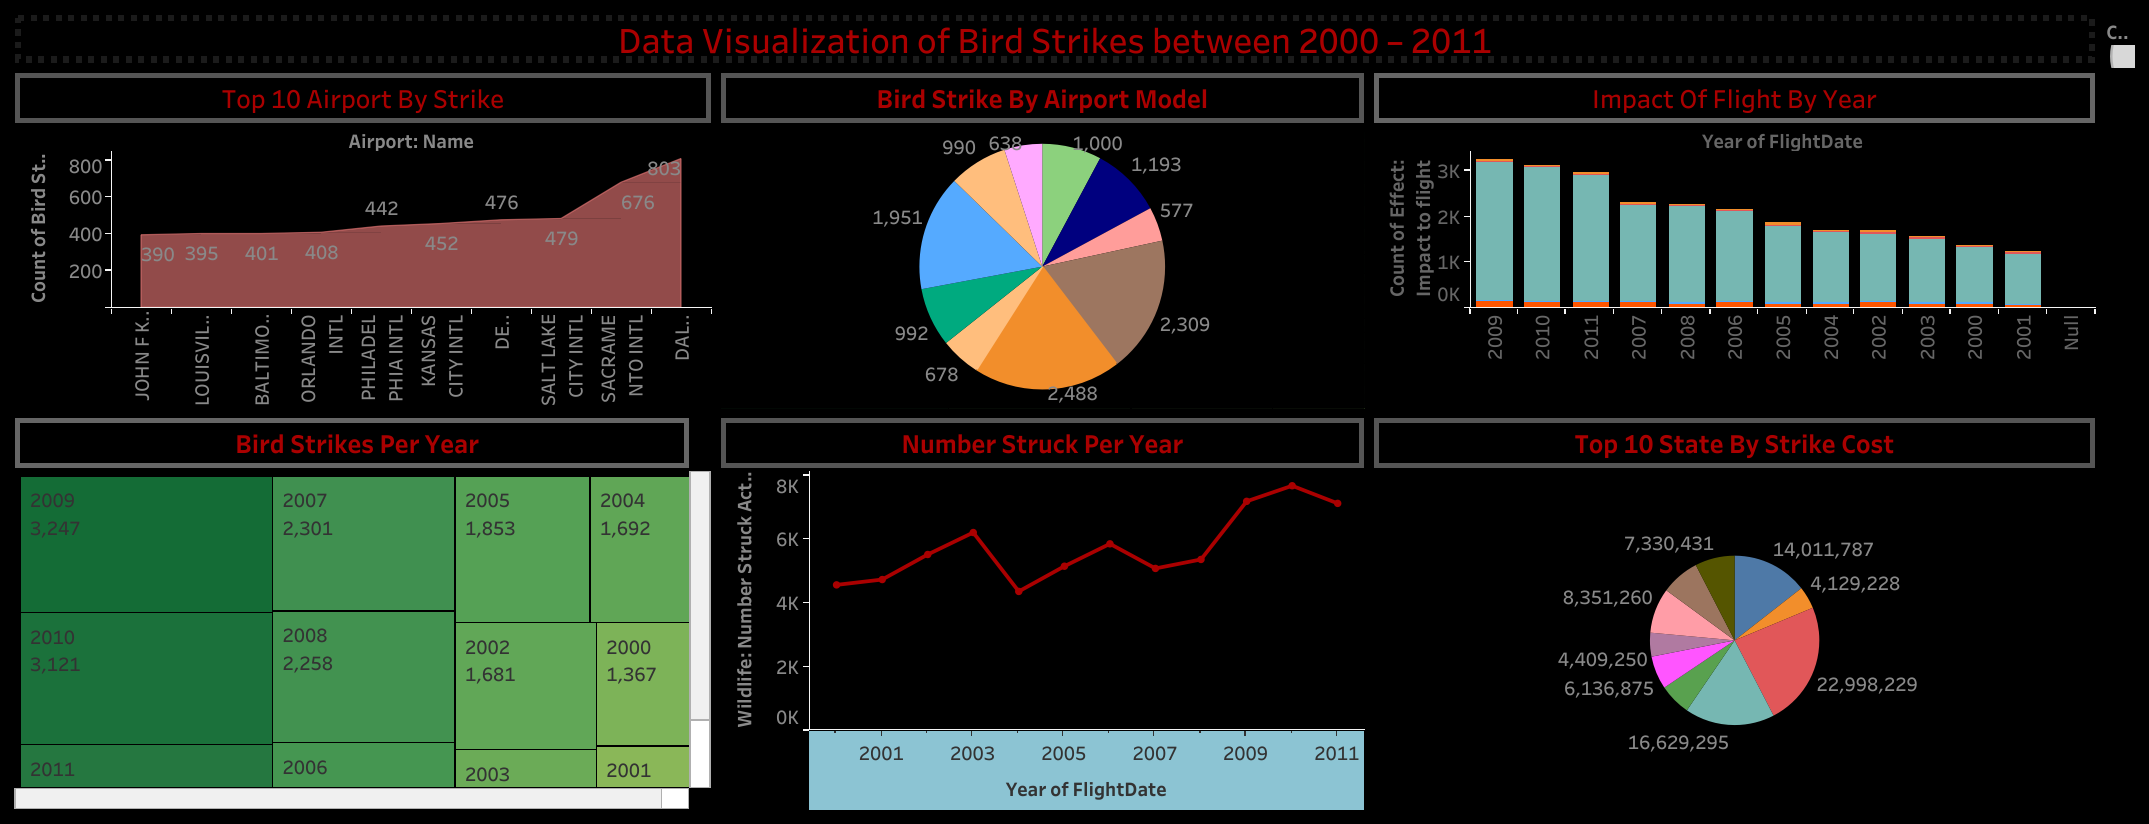 Data Visualization of Bird Strikes between 2000 – 2011
C..
Top 10 Airport By Strike
Airport: Name
Count of Bird St..
800
600
400
200
390
395
401
408
442
452
476
479
676
803
JOHN F K..
LOUISVIL..
BALTIMO..
ORLANDO
INTL
PHILADEL
PHIA INTL
KANSAS
CITY INTL
DE..
SALT LAKE
CITY INTL
SACRAME
NTO INTL
DAL..
Bird Strike By Airport Model
638
1,000
990
1,193
577
1,951
2,309
992
678
2,488
Impact Of Flight By Year
Year of FlightDate
Count of Effect:
Impact to flight
3K
2K
1K
0K
2009
2010
2011
2007
2008
2006
2005
2004
2002
2003
2000
2001
Null
Bird Strikes Per Year
2009
3,247
2007
2,301
2005
1,853
2004
1,692
2010
3,121
2008
2,258
2002
1,681
2000
1,367
2011
2006
2003
2001
Number Struck Per Year
Wildlife: Number Struck Act..
8K
6K
4K
2K
0K
2001
2003
2005
2007
2009
2011
Year of FlightDate
Top 10 State By Strike Cost
7,330,431
14,011,787
4,129,228
8,351,260
4,409,250
6,136,875
22,998,229
16,629,295